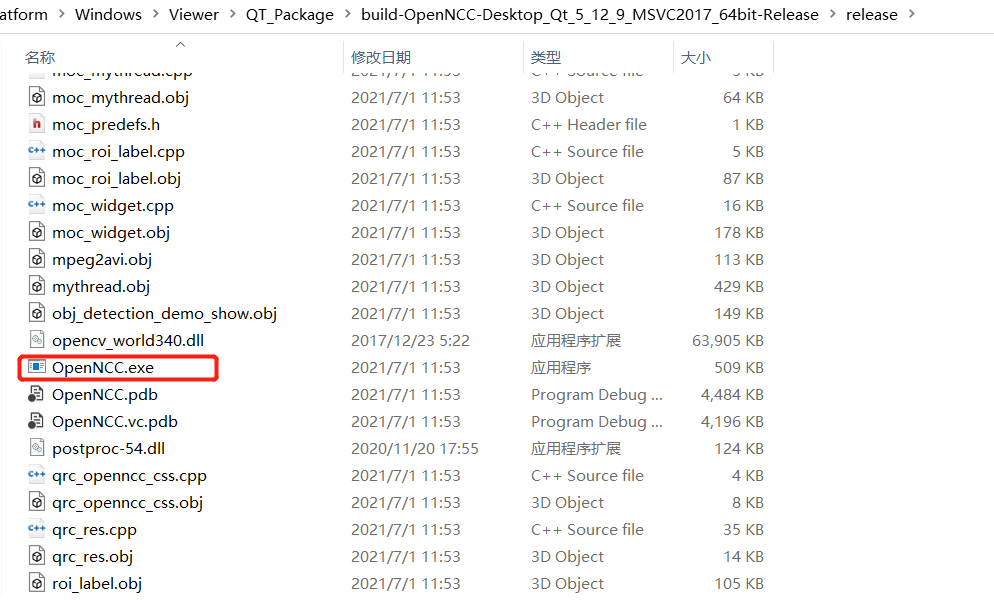 atform > Windows > Viewer > QT_Package > build-OpenNCC-Desktop_Qt_5_12_9_MSVC2017_64bit-Release > release >
名称 修改日期 类型 大小
moc_mythread.cpp 2021/7/1 11:53 C++ Source file
moc_mythread.obj 2021/7/1 11:53 3D Object 64 KB
moc_predefs.h 2021/7/1 11:53 C++ Header file 1 KB
moc_roi_label.cpp 2021/7/1 11:53 C++ Source file 5 KB
moc_roi_label.obj 2021/7/1 11:53 3D Object 87 KB
moc_widget.cpp 2021/7/1 11:53 C++ Source file 16 KB
moc_widget.obj 2021/7/1 11:53 3D Object 178 KB
mpeg2avi.obj 2021/7/1 11:53 3D Object 113 KB
mythread.obj 2021/7/1 11:53 3D Object 429 KB
obj_detection_demo_show.obj 2021/7/1 11:53 3D Object 149 KB
opencv_world340.dll 2017/12/23 5:22 应用程序扩展 63,905 KB
OpenNCC.exe 2021/7/1 11:53 应用程序 509 KB
OpenNCC.pdb 2021/7/1 11:53 Program Debug ... 4,484 KB
OpenNCC.vc.pdb 2021/7/1 11:53 Program Debug ... 4,196 KB
postproc-54.dll 2020/11/20 17:55 应用程序扩展 124 KB
qrc_openncc_css.cpp 2021/7/1 11:53 C++ Source file 4 KB
qrc_openncc_css.obj 2021/7/1 11:53 3D Object 8 KB
qrc_res.cpp 2021/7/1 11:53 C++ Source file 35 KB
qrc_res.obj 2021/7/1 11:53 3D Object 14 KB
roi_label.obj 2021/7/1 11:53 3D Object 105 KB